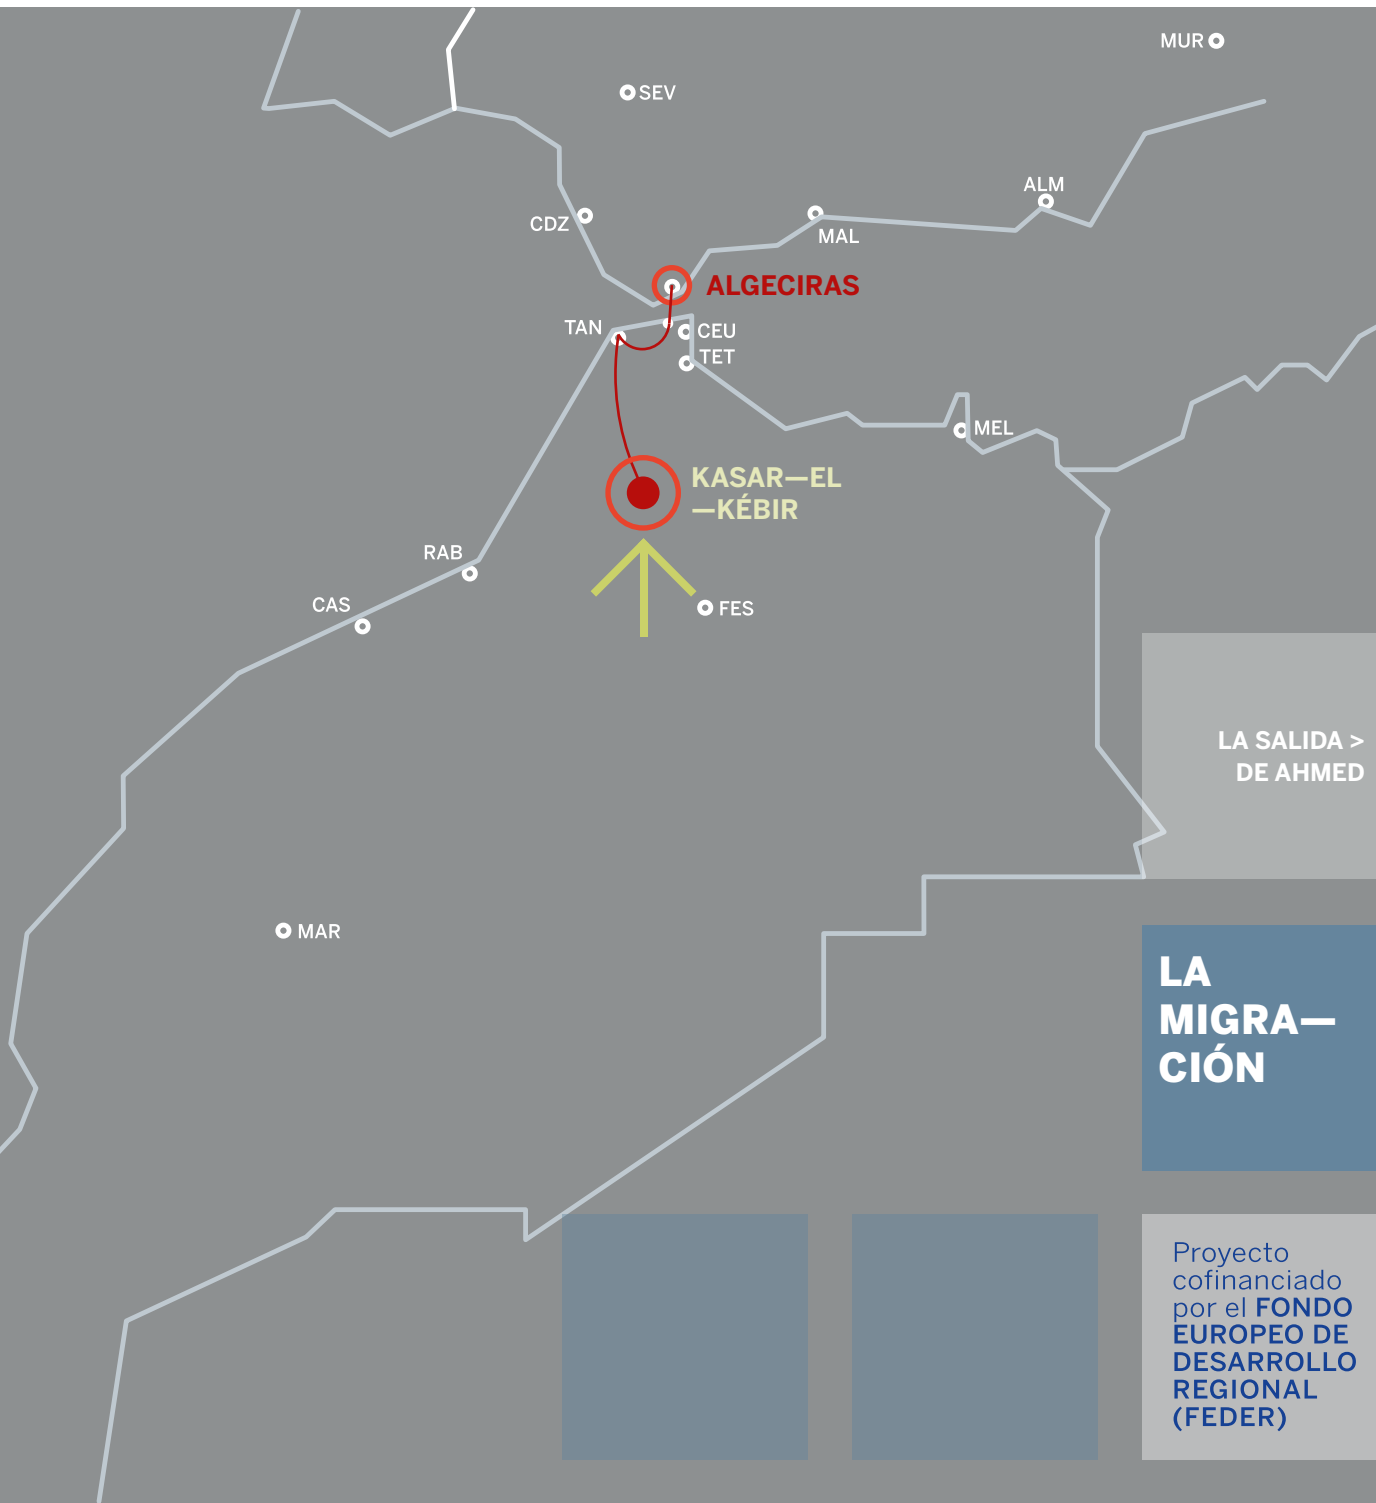 MUR
SEV
ALM
CDZ
MAL
ALGECIRAS
TAN
CEU
TET
MEL
KASAR—EL
—KÉBIR
RAB
CAS
FES
LA SALIDA >
DE AHMED
MAR
LA
MIGRA—
CIÓN
Proyecto
cofinanciado
por el FONDO
EUROPEO DE
DESARROLLO
REGIONAL
(FEDER)